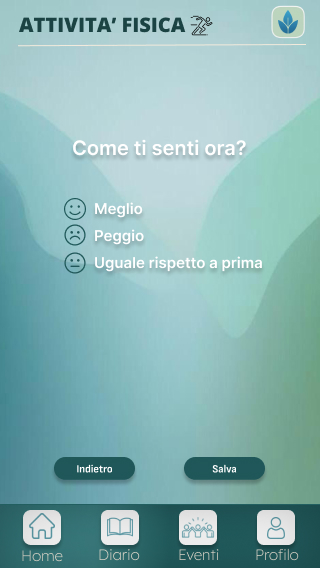 ATTIVITA' FISICA
Come ti senti ora?
Meglio
Peggio
Uguale rispetto a prima
Indietro
Salva
Home
Diario
Eventi
Profilo